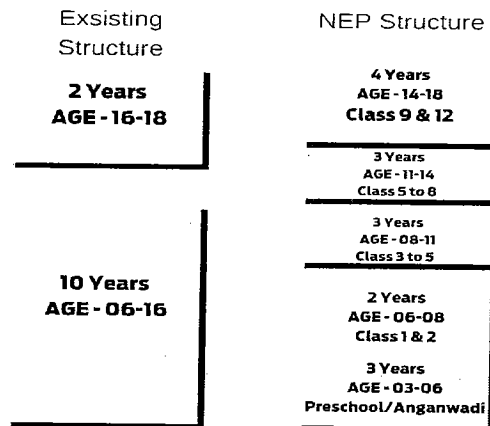 Exsisting
Structure
2 Years
AGE - 16-18
10 Years
AGE - 06-16
NEP Structure
4 Years
AGE - 14-18
Class 9 & 12
3 Years
AGE - 11-14
Class 5 to 8
3 Years
AGE - 08-11
Class 3 to 5
2 Years
AGE - 06-08
Class 1 & 2
3 Years
AGE - 03-06
Preschool/Anganwadi